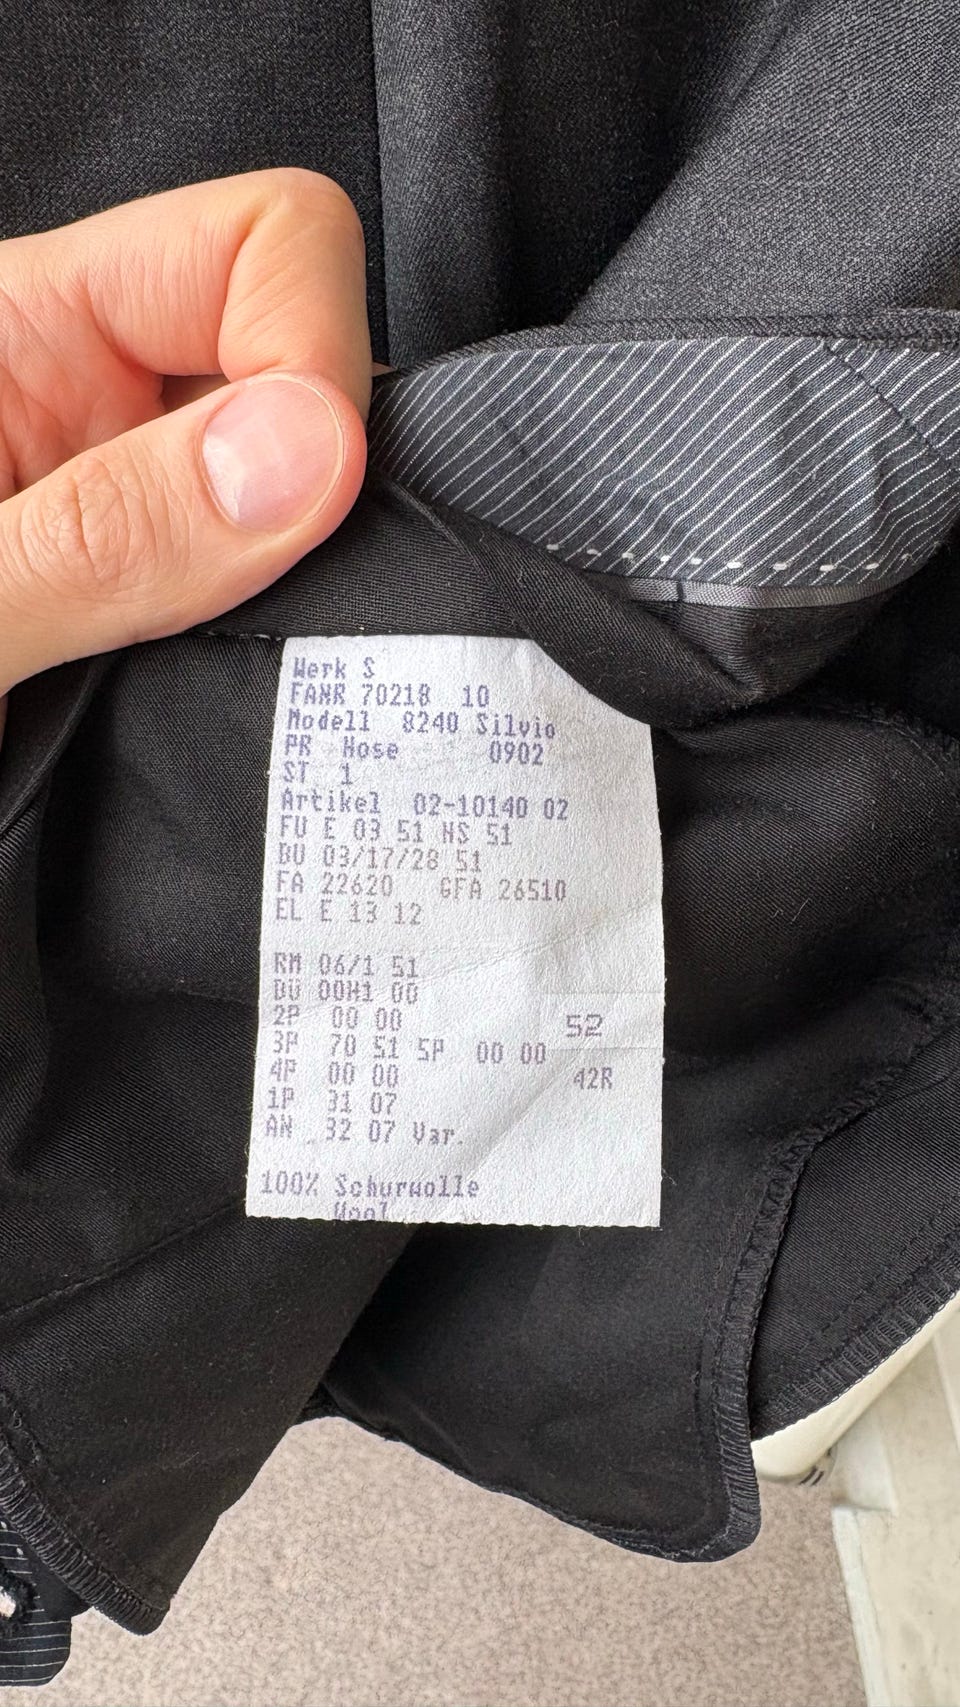 Werk S
FANR 70218 10
Modell 8240 Silvio
PR Hose 0902
ST 1
Artikel 02-10140 02
FU E 03 51 HS 51
BU 03/17/28 51
FA 22620 GFA 26510
EL E 13 12
RM 06/1 51
BÜ 00H1 00
2P 00 00
52
3P 70 51 5P 00 00
4P 00 00
42R
1P 31 07
AN 32 07 Var.
100% Schurwolle
Wool